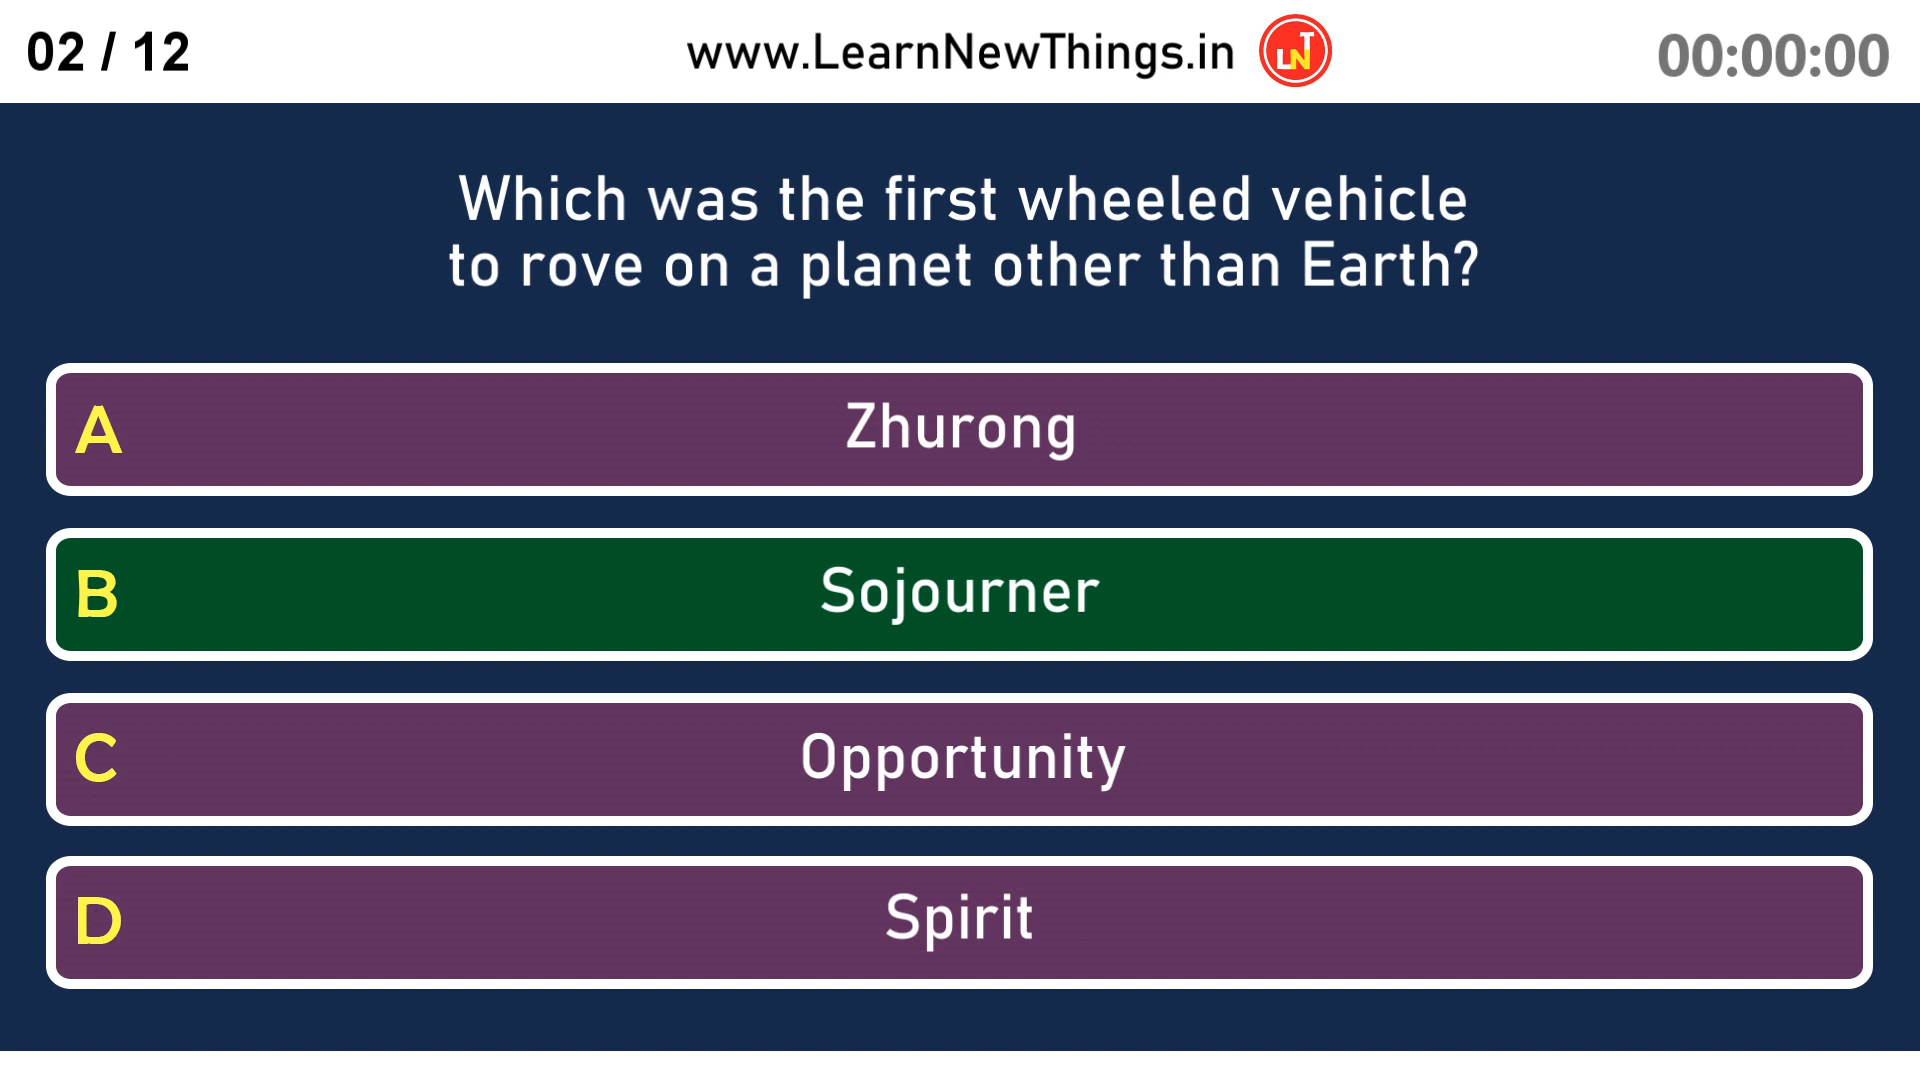 02 / 12
www.LearnNewThings.in
LNT
00:00:00
Which was the first wheeled vehicle
to rove on a planet other than Earth?
A Zhurong
B Sojourner
C Opportunity
D Spirit